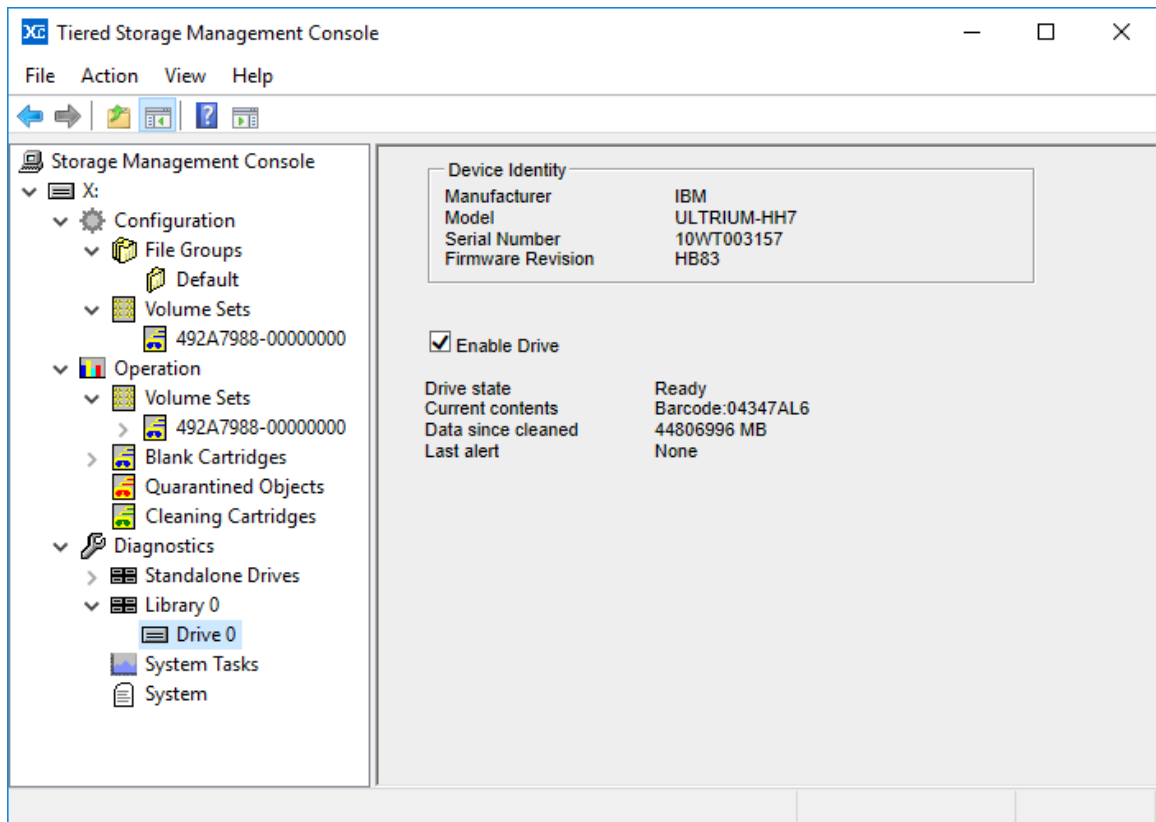 Tiered Storage Management Console
File Action View Help
Storage Management Console
X:
Configuration
File Groups
Default
Volume Sets
492A7988-00000000
Operation
Volume Sets
492A7988-00000000
Blank Cartridges
Quarantined Objects
Cleaning Cartridges
Diagnostics
Standalone Drives
Library 0
Drive 0
System Tasks
System
Device Identity
Manufacturer IBM
Model ULTRIUM-HH7
Serial Number 10WT003157
Firmware Revision HB83
Enable Drive
Drive state Ready
Current contents Barcode:04347AL6
Data since cleaned 44806996 MB
Last alert None